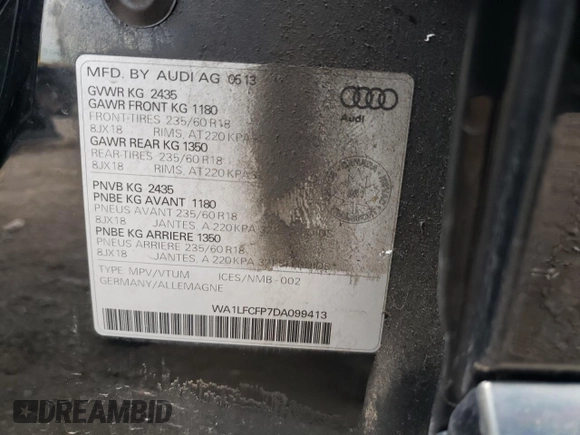 MFD. BY AUDI AG 0613
GVWR KG 2435
GAWR FRONT KG 1180
FRONT-TIRES 235/60 R18
8JX18 RIMS, AT 220 KPA
GAWR REAR KG 1350
REAR-TIRES 235/60 R18
8JX18 RIMS, AT 220 KPA
PNVB KG 2435
PNBE KG AVANT 1180
PNEUS AVANT 235/60 R18
8JX18 JANTES, A 220 KPA
PNBE KG ARRIERE 1350
PNEUS ARRIERE 235/60 R18
8JX18 JANTES, A 220 KPA
TYPE MPV/VTUM ICES/NMB-002
GERMANY/ALLEMAGNE
WA1LFCFP7DA099413
Audi
DREAMBID